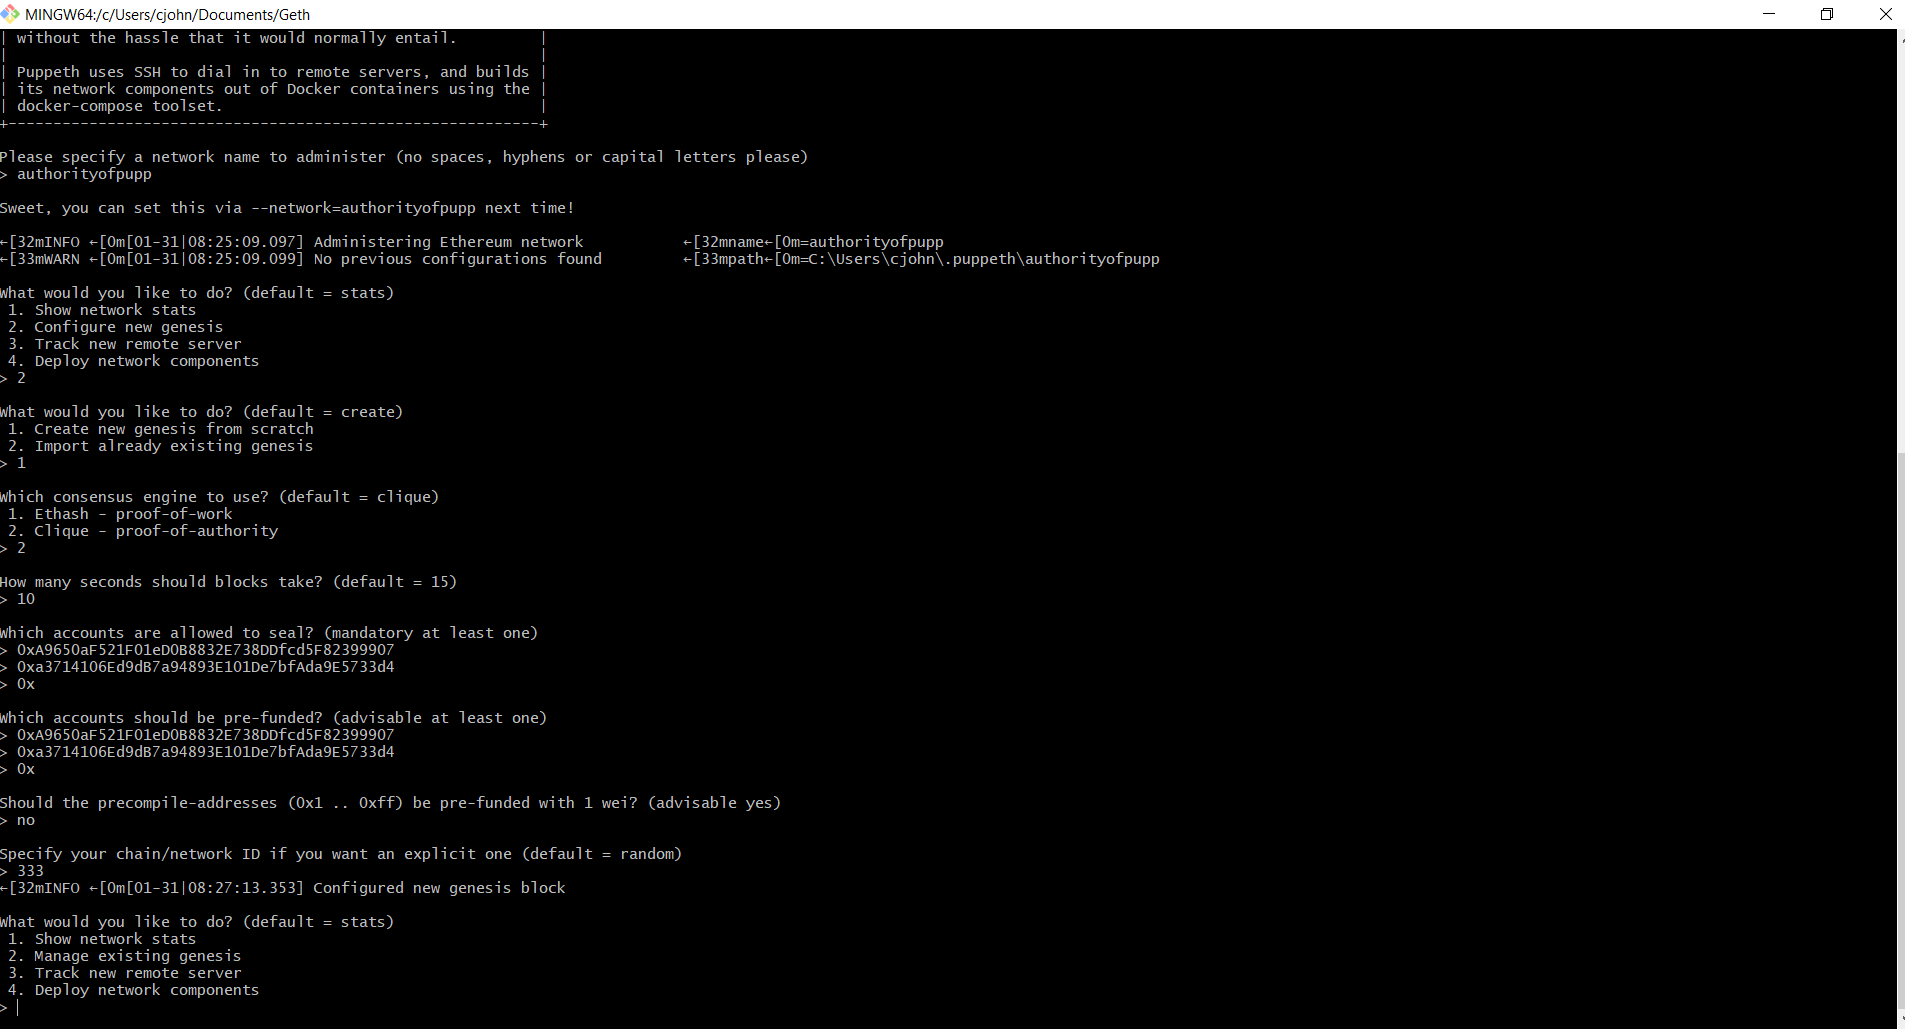 MINGW64:/c/Users/cjohn/Documents/Geth
| without the hassle that it would normally entail. |
| |
| Puppeth uses SSH to dial in to remote servers, and builds |
| its network components out of Docker containers using the |
| docker-compose toolset. |
+-----------------------------------------------------------+
Please specify a network name to administer (no spaces, hyphens or capital letters please)
> authorityofpupp
Sweet, you can set this via --network=authorityofpupp next time!
←[32mINFO ←[0m[01-31|08:25:09.097] Administering Ethereum network ←[32mname←[0m=authorityofpupp
←[33mWARN ←[0m[01-31|08:25:09.099] No previous configurations found ←[33mpath←[0m=C:\Users\cjohn\.puppeth\authorityofpupp
What would you like to do? (default = stats)
1. Show network stats
2. Configure new genesis
3. Track new remote server
4. Deploy network components
> 2
What would you like to do? (default = create)
1. Create new genesis from scratch
2. Import already existing genesis
> 1
Which consensus engine to use? (default = clique)
1. Ethash - proof-of-work
2. Clique - proof-of-authority
> 2
How many seconds should blocks take? (default = 15)
> 10
Which accounts are allowed to seal? (mandatory at least one)
> 0xA9650aF521F01eD0B8832E738DDfcd5F82399907
> 0xa3714106Ed9dB7a94893E101De7bfAda9E5733d4
> 0x
Which accounts should be pre-funded? (advisable at least one)
> 0xA9650aF521F01eD0B8832E738DDfcd5F82399907
> 0xa3714106Ed9dB7a94893E101De7bfAda9E5733d4
> 0x
Should the precompile-addresses (0x1 .. 0xff) be pre-funded with 1 wei? (advisable yes)
> no
Specify your chain/network ID if you want an explicit one (default = random)
> 333
←[32mINFO ←[0m[01-31|08:27:13.353] Configured new genesis block
What would you like to do? (default = stats)
1. Show network stats
2. Manage existing genesis
3. Track new remote server
4. Deploy network components
>